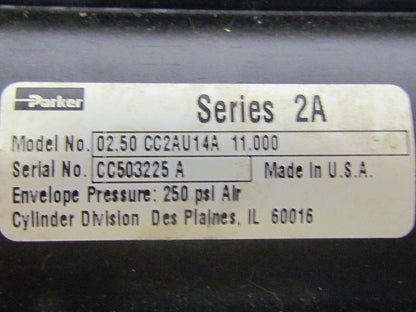 Parker
Series 2A
Model No. 02.50 CC2AU14A 11.000
Serial No. CC503225 A Made In U.S.A.
Envelope Pressure: 250 psi Air
Cylinder Division Des Plaines, IL 60016